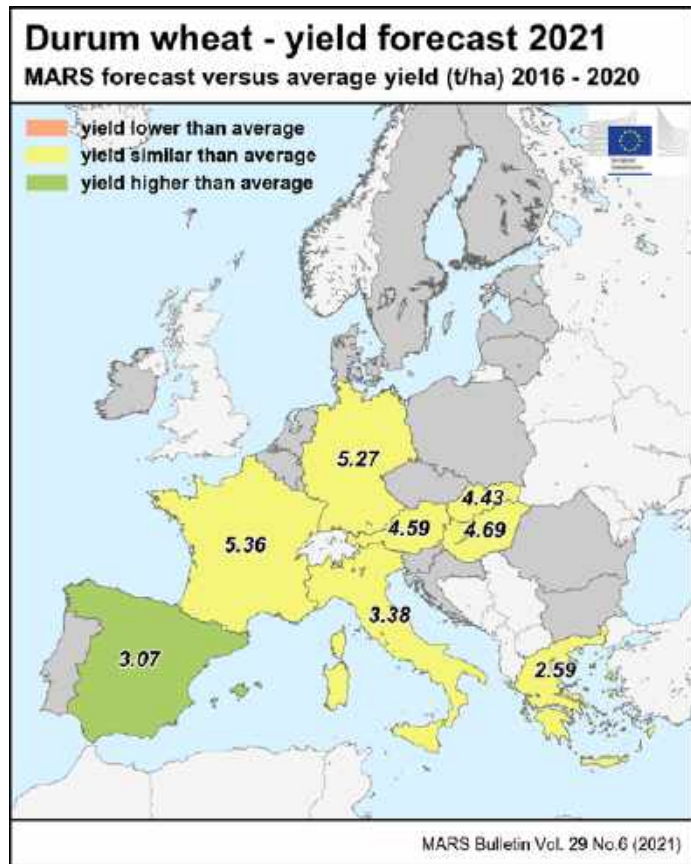 Durum wheat - yield forecast 2021
MARS forecast versus average yield (t/ha) 2016 - 2020
yield lower than average
yield similar than average
yield higher than average
5.27
4.43
4.59
4.69
5.36
3.38
3.07
2.59
MARS Bulletin Vol. 29 No.6 (2021)